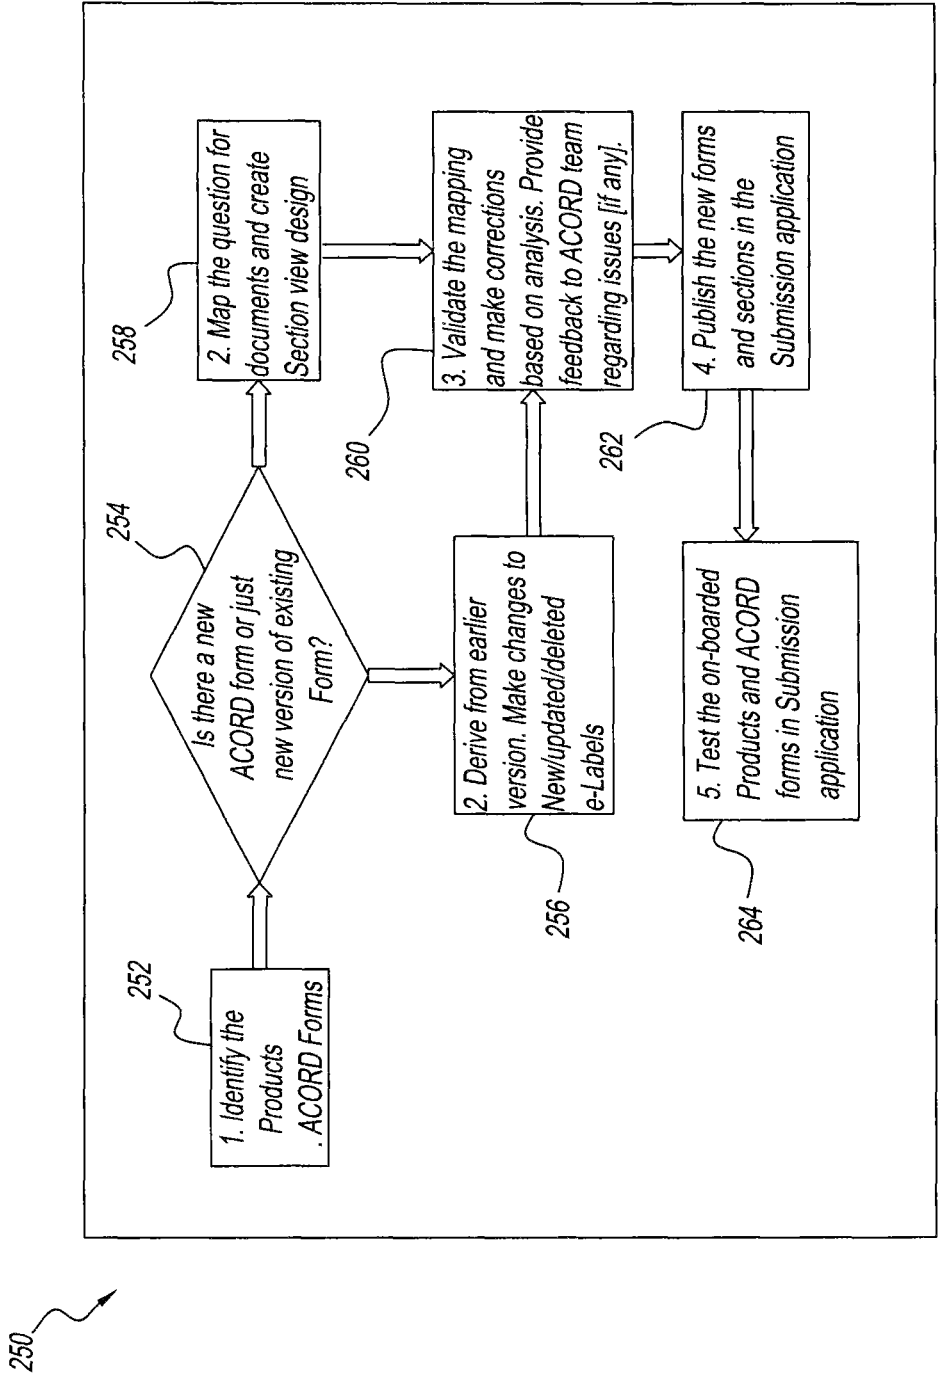 250
252
1. Identify the
Products
. ACORD Forms
254
Is there a new
ACORD form or just
new version of existing
Form?
258
2. Map the question for
documents and create
Section view design
256
2. Derive from earlier
version. Make changes to
New/updated/deleted
e-Labels
260
3. Validate the mapping
and make corrections
based on analysis. Provide
feedback to ACORD team
regarding issues [if any].
262
4. Publish the new forms
and sections in the
Submission application
264
5. Test the on-boarded
Products and ACORD
forms in Submission
application